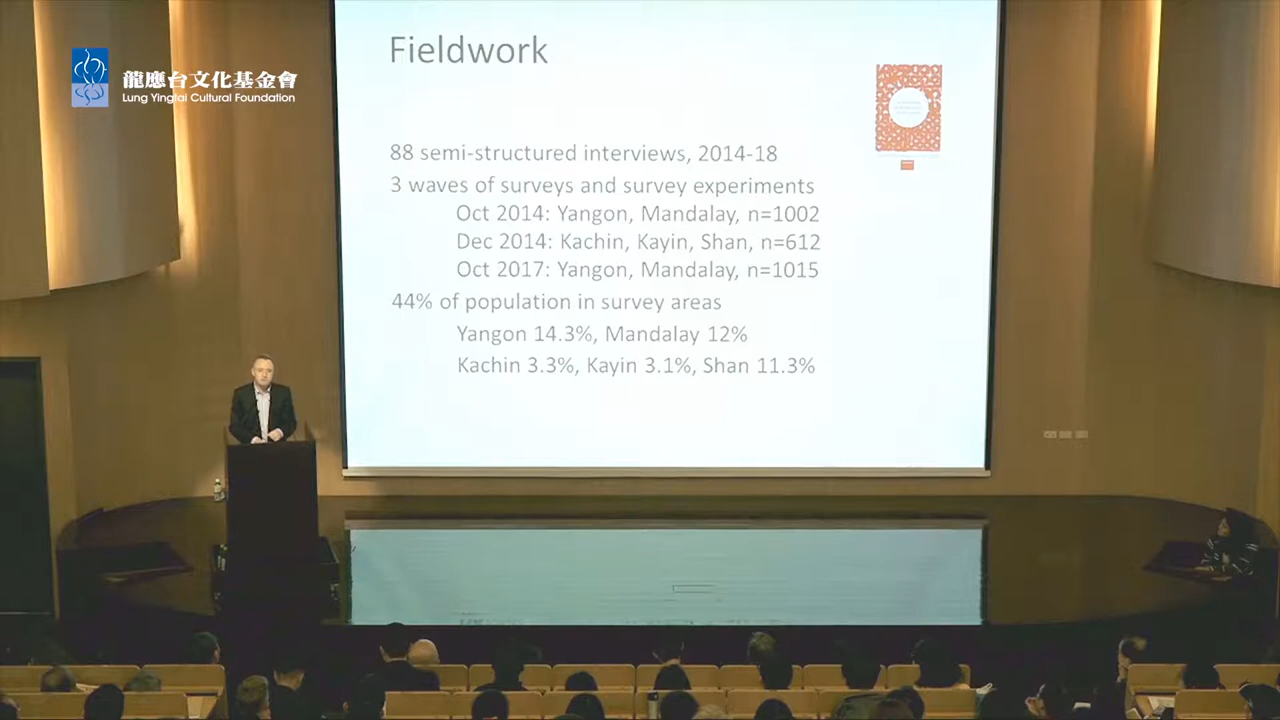 龍應台文化基金會
Lung Yingtai Cultural Foundation
Fieldwork
88 semi-structured interviews, 2014-18
3 waves of surveys and survey experiments
Oct 2014: Yangon, Mandalay, n=1002
Dec 2014: Kachin, Kayin, Shan, n=612
Oct 2017: Yangon, Mandalay, n=1015
44% of population in survey areas
Yangon 14.3%, Mandalay 12%
Kachin 3.3%, Kayin 3.1%, Shan 11.3%